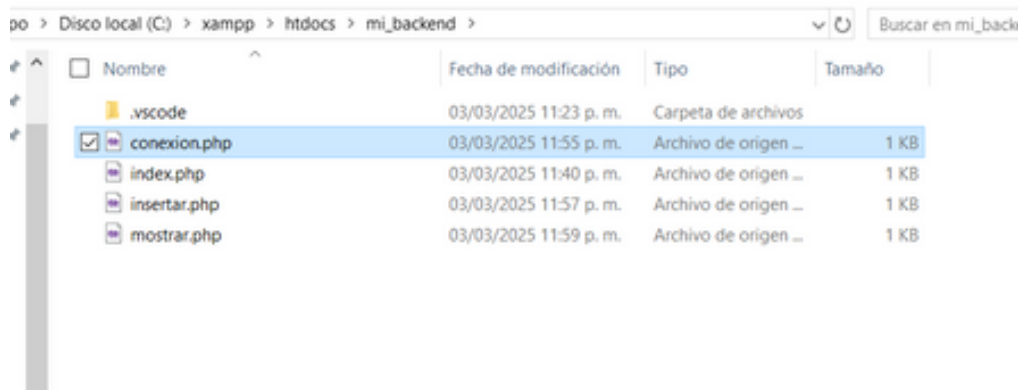 po > Disco local (C:) > xampp > htdocs > mi_backend > Buscar en mi_back
Nombre Fecha de modificación Tipo Tamaño
.vscode 03/03/2025 11:23 p. m. Carpeta de archivos
conexion.php 03/03/2025 11:55 p. m. Archivo de origen ... 1 KB
index.php 03/03/2025 11:40 p. m. Archivo de origen ... 1 KB
insertar.php 03/03/2025 11:57 p. m. Archivo de origen ... 1 KB
mostrar.php 03/03/2025 11:59 p. m. Archivo de origen ... 1 KB